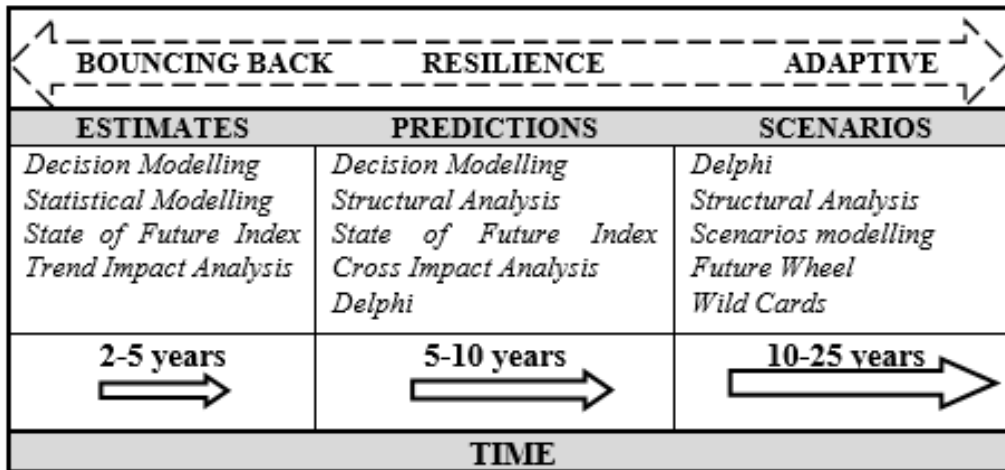 BOUNCING BACK RESILIENCE ADAPTIVE
ESTIMATES PREDICTIONS SCENARIOS
Decision Modelling
Statistical Modelling
State of Future Index
Trend Impact Analysis
Decision Modelling
Structural Analysis
State of Future Index
Cross Impact Analysis
Delphi
Delphi
Structural Analysis
Scenarios modelling
Future Wheel
Wild Cards
2-5 years 5-10 years 10-25 years
TIME